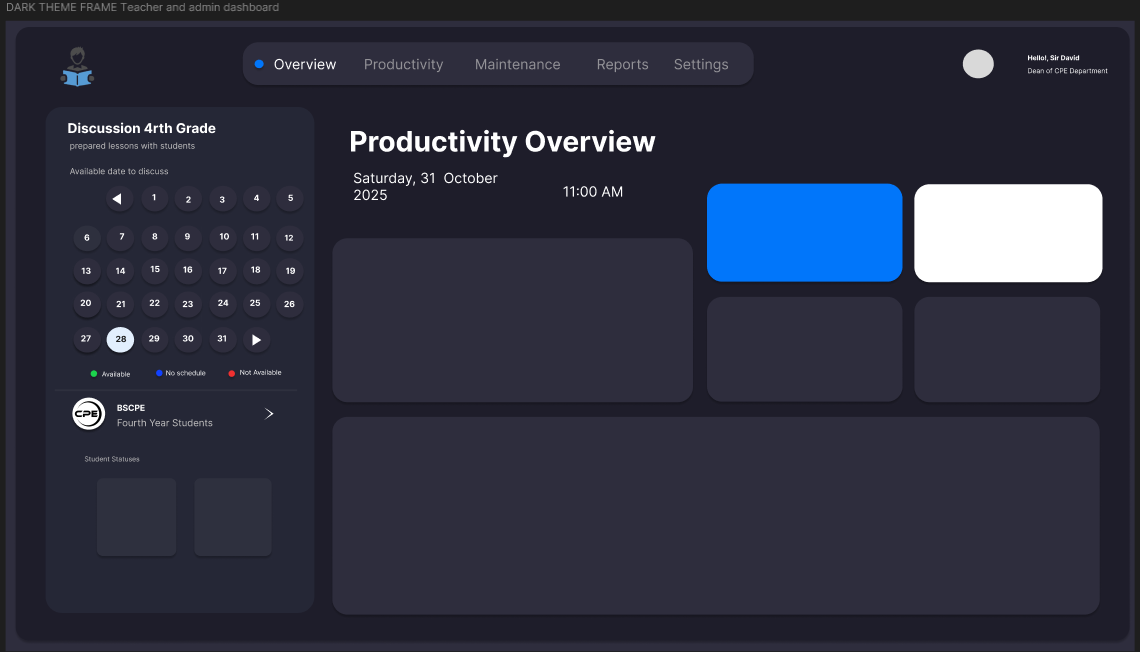 DARK THEME FRAME Teacher and admin dashboard
Overview Productivity Maintenance Reports Settings
Hello!, Sir David
Dean of CPE Department
Discussion 4rth Grade
prepared lessons with students
Available date to discuss
1 2 3 4 5
6 7 8 9 10 11 12
13 14 15 16 17 18 19
20 21 22 23 24 25 26
27 28 29 30 31
Available No schedule Not Available
CPE
BSCPE
Fourth Year Students
Student Statuses
Productivity Overview
Saturday, 31 October
2025
11:00 AM